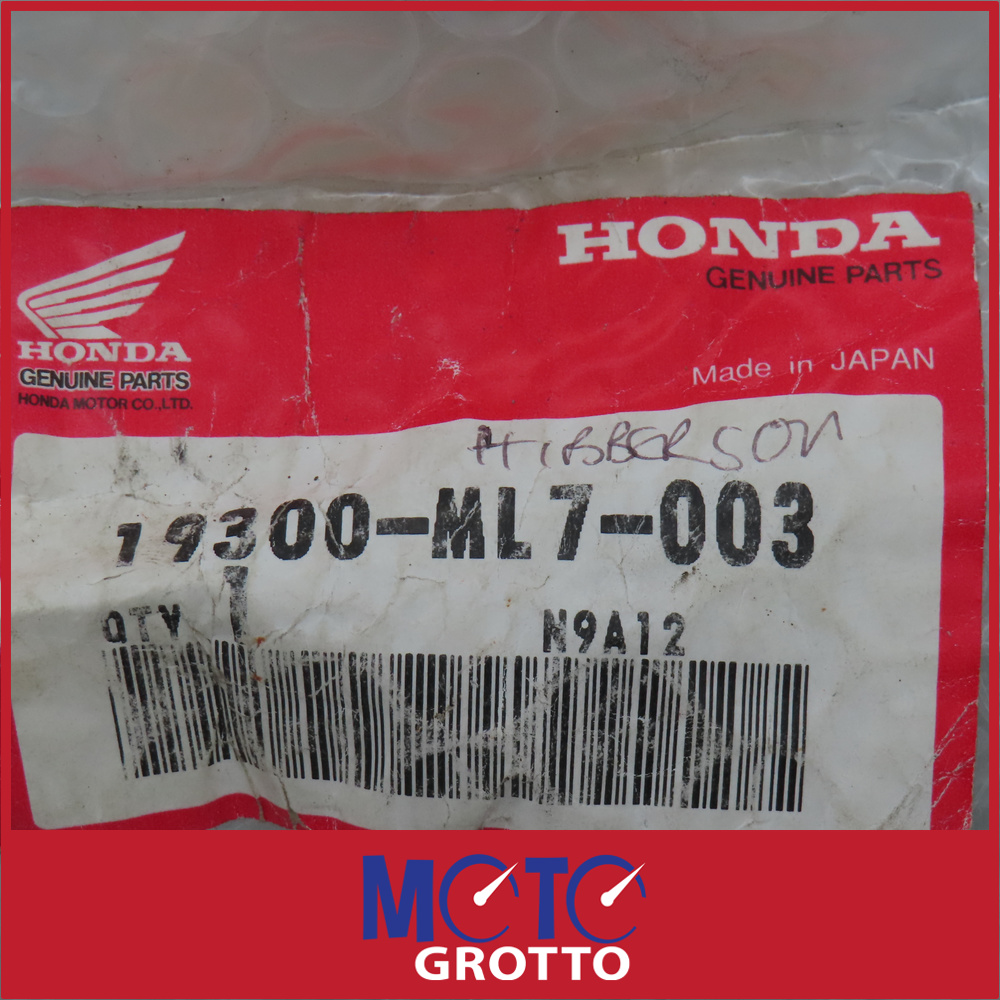 HONDA
GENUINE PARTS
HONDA
GENUINE PARTS
HONDA MOTOR CO.,LTD.
Made in JAPAN
HIBBERSON
19300-ML7-003
QTY 1
N9A12
MOTO
GROTTO